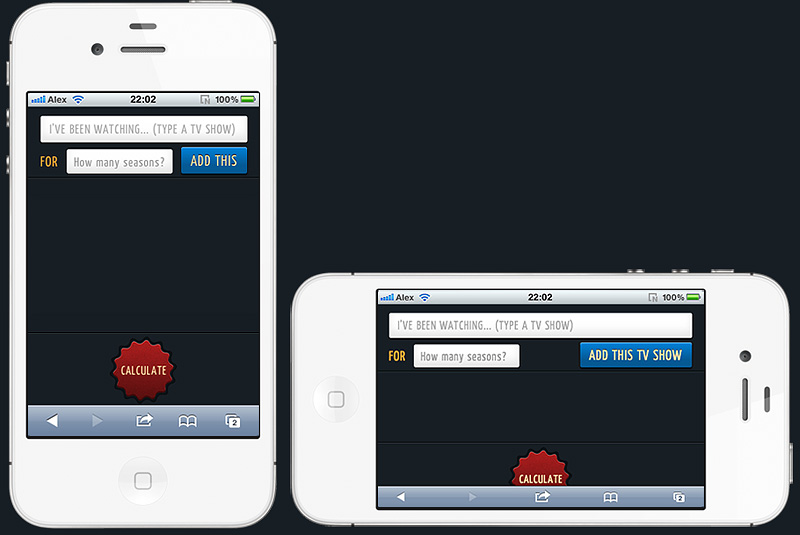 Alex 22:02 100%
I'VE BEEN WATCHING... (TYPE A TV SHOW)
FOR How many seasons? ADD THIS
CALCULATE
2
Alex 22:02 100%
I'VE BEEN WATCHING... (TYPE A TV SHOW)
FOR How many seasons? ADD THIS TV SHOW
CALCULATE
2